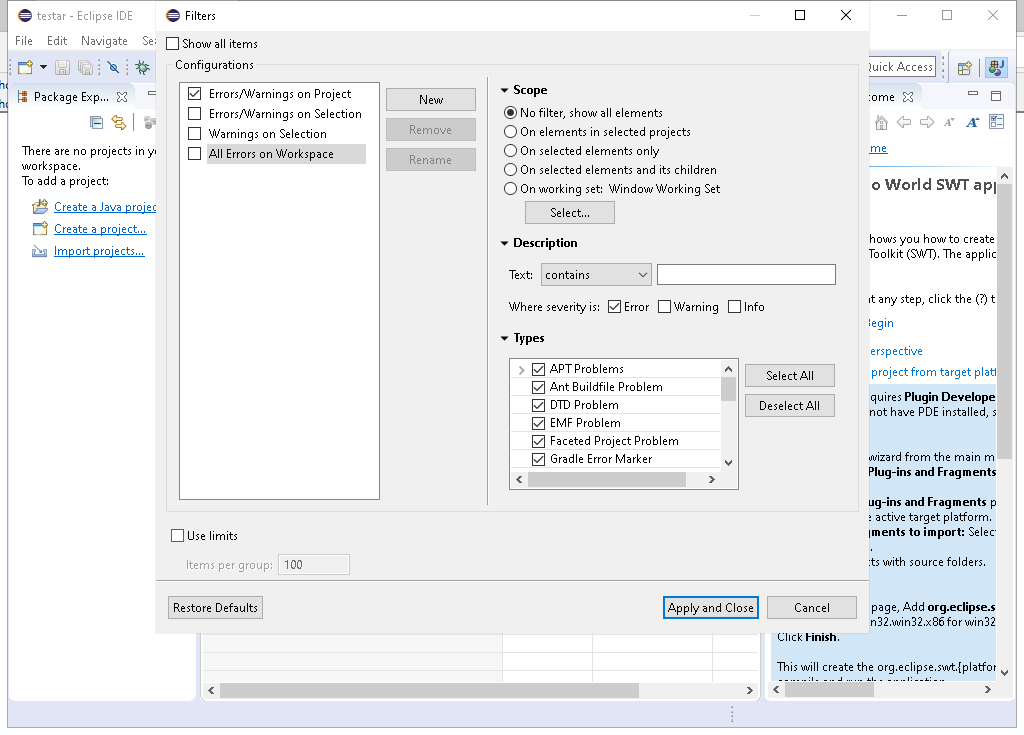 testar - Eclipse IDE
Filters
File Edit Navigate
Show all items
Configurations
Package Exp...
There are no projects in
workspace.
To add a project:
Create a Java
Create a project...
Import projects...
Errors/Warnings on Project
Errors/Warnings on Selection
Warnings on Selection
All Errors on Workspace
New
Remove
Rename
Scope
No filter, show all elements
On elements in selected projects
On selected elements only
On selected elements and its children
On working set: Window Working Set
Select...
Description
Text: contains
Where severity is: Error Warning Info
Types
APT Problems
Ant Buildfile Problem
DTD Problem
EMF Problem
Faceted Project Problem
Gradle Error Marker
Select All
Deselect All
Use limits
Items per group: 100
Restore Defaults
Apply and Close
Cancel
Quick Access
ome
me
o World SWT app
hows you how to create
Toolkit (SWT). The applic
t any step, click the (?) t
Begin
erspective
project from target platf
quires Plugin Develope
not have PDE installed, s
wizard from the main m
Plug-ins and Fragments
ug-ins and Fragments p
e active target platform.
gments to import: Selec
ts with source folders.
page, Add org.eclipse.s
n32.win32.x86 for win32
Click Finish.
This will create the org.eclipse.swt.{platfor
compile and run the application